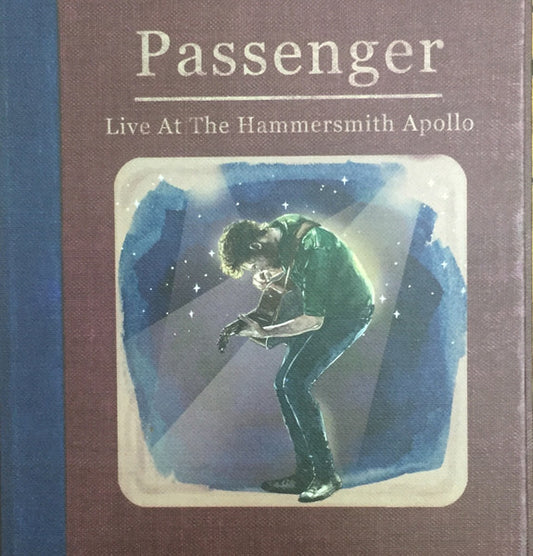 Passenger
Live At The Hammersmith Apollo